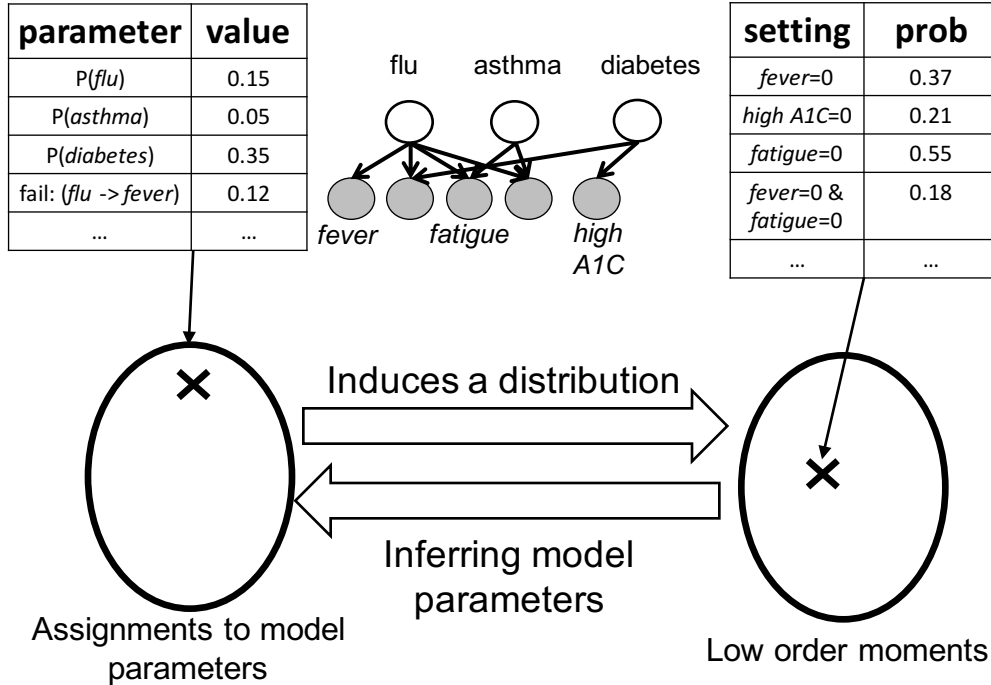 parameter value
P(flu) 0.15
P(asthma) 0.05
P(diabetes) 0.35
fail: (flu -> fever) 0.12
... ...
flu asthma diabetes
fever fatigue high
A1C
setting prob
fever=0 0.37
high A1C=0 0.21
fatigue=0 0.55
fever=0 & 0.18
fatigue=0
... ...
Induces a distribution
Inferring model
parameters
Assignments to model
parameters
Low order moments